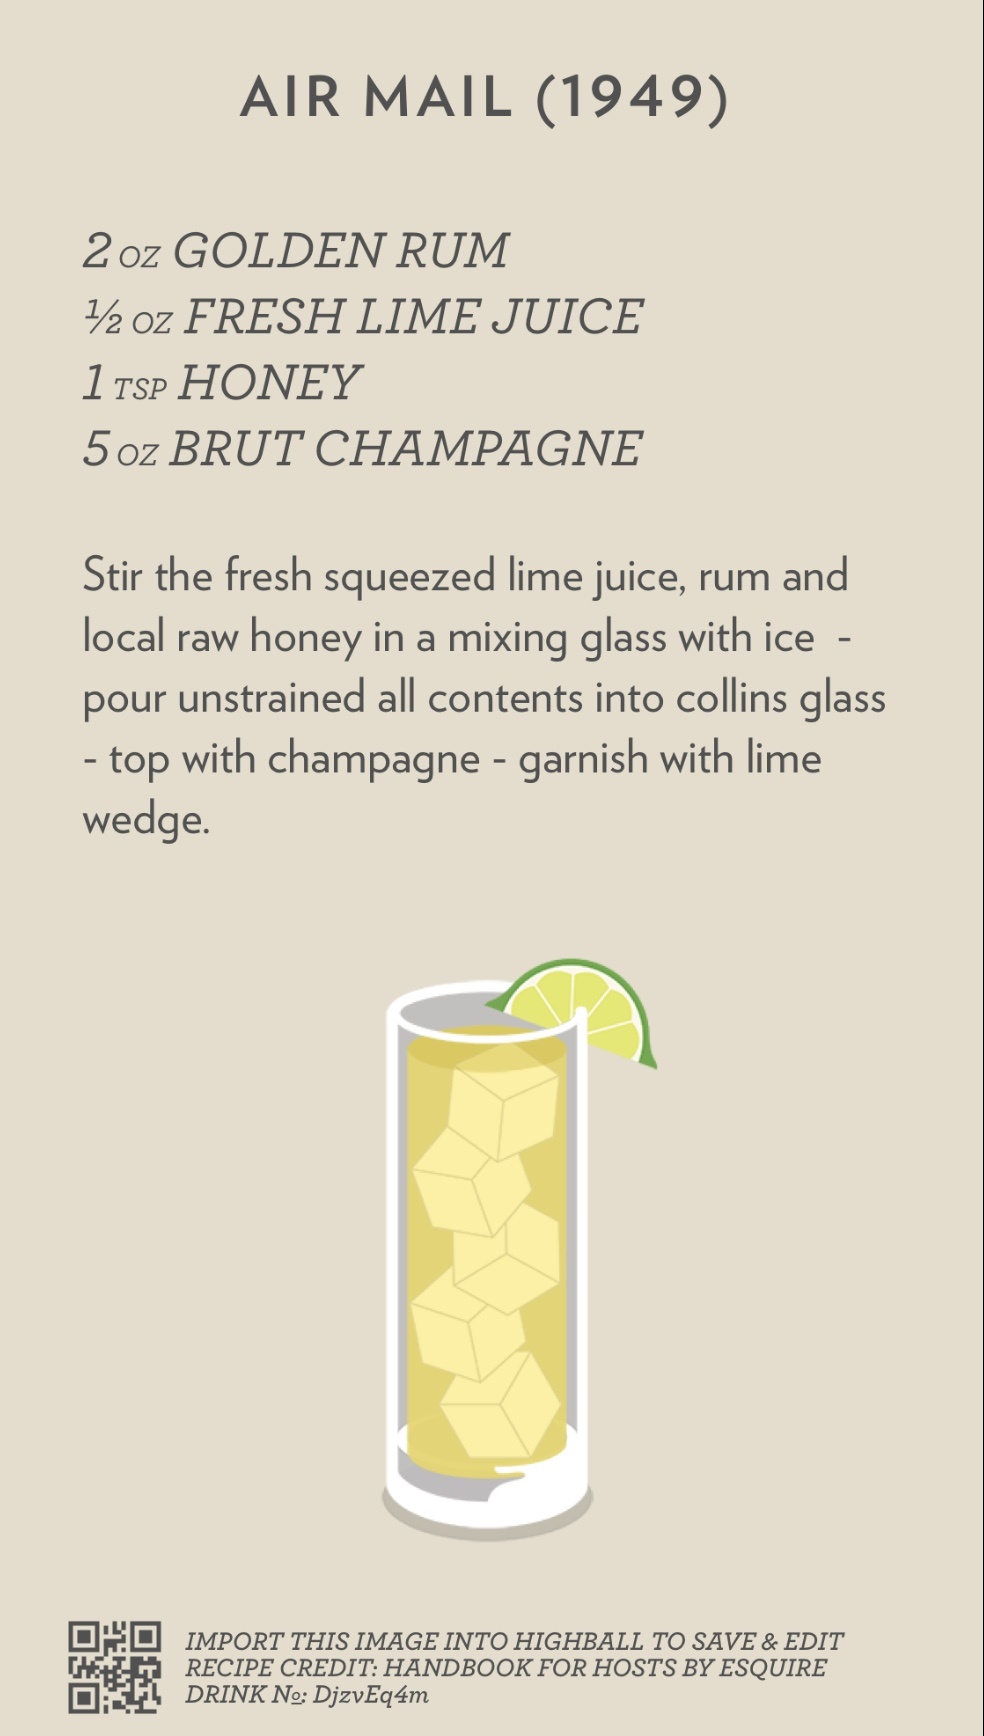 AIR MAIL (1949)
2 OZ GOLDEN RUM
½ OZ FRESH LIME JUICE
1 TSP HONEY
5 OZ BRUT CHAMPAGNE
Stir the fresh squeezed lime juice, rum and
local raw honey in a mixing glass with ice  -
pour unstrained all contents into collins glass
- top with champagne - garnish with lime
wedge.
IMPORT THIS IMAGE INTO HIGHBALL TO SAVE & EDIT
RECIPE CREDIT: HANDBOOK FOR HOSTS BY ESQUIRE
DRINK №: DjzvEq4m